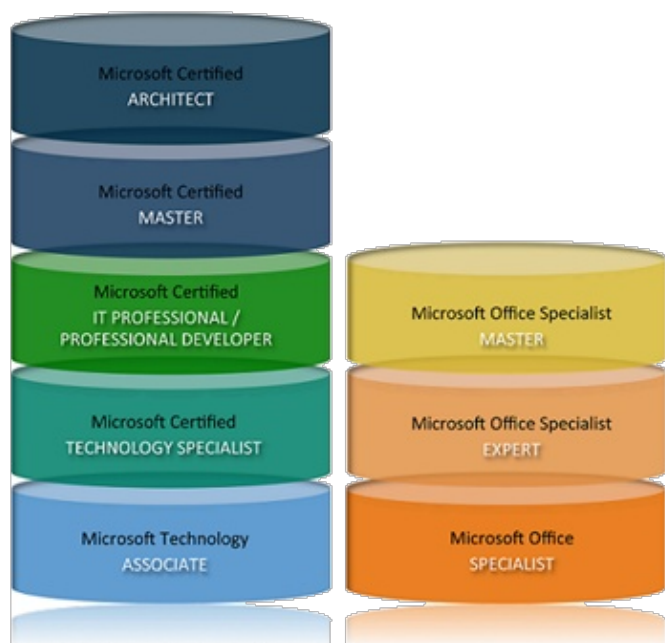 Microsoft Certified
ARCHITECT
Microsoft Certified
MASTER
Microsoft Certified
IT PROFESSIONAL /
PROFESSIONAL DEVELOPER
Microsoft Certified
TECHNOLOGY SPECIALIST
Microsoft Technology
ASSOCIATE
Microsoft Office Specialist
MASTER
Microsoft Office Specialist
EXPERT
Microsoft Office
SPECIALIST